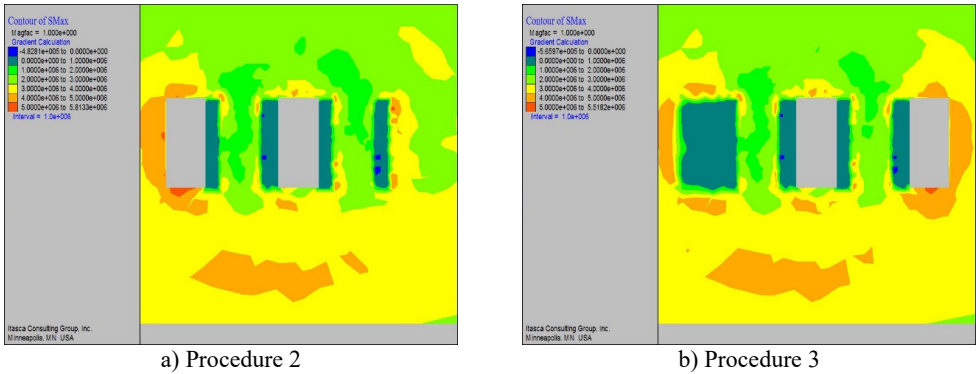 Contour of SMax
Magfac = 1.000e+000
Gradient Calculation
-4.8281e+005 to 0.0000e+000
0.0000e+000 to 1.0000e+006
1.0000e+006 to 2.0000e+006
2.0000e+006 to 3.0000e+006
3.0000e+006 to 4.0000e+006
4.0000e+006 to 5.0000e+006
5.0000e+006 to 5.8133e+006
Interval = 1.0e+006
Itasca Consulting Group, Inc.
Minneapolis, MN USA
a) Procedure 2
Contour of SMax
Magfac = 1.000e+000
Gradient Calculation
-5.6597e+005 to 0.0000e+000
0.0000e+000 to 1.0000e+006
1.0000e+006 to 2.0000e+006
2.0000e+006 to 3.0000e+006
3.0000e+006 to 4.0000e+006
4.0000e+006 to 5.0000e+006
5.0000e+006 to 5.5182e+006
Interval = 1.0e+006
Itasca Consulting Group, Inc.
Minneapolis, MN USA
b) Procedure 3